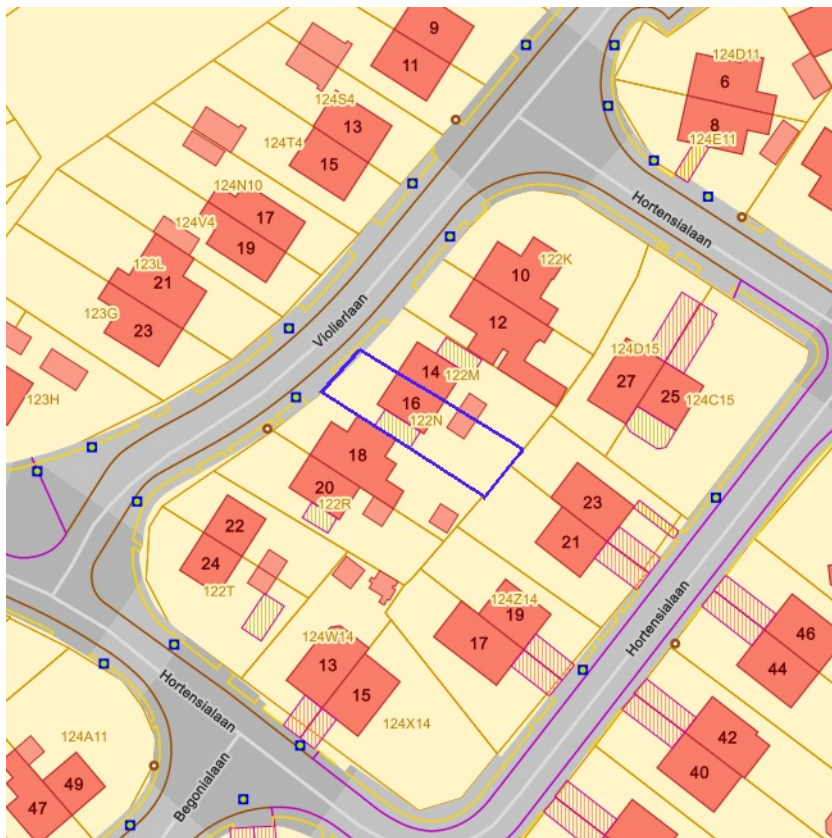 9
11
124D11
6
8
124E11
124S4
13
15
124T4
124N10
17
19
124V4
123L
21
23
123G
123H
Hortensialaan
Violierlaan
10
122K
12
14
122M
16
122N
124D15
27
25
124C15
18
20
122R
22
24
122T
23
21
124Z14
19
17
124W14
13
15
124X14
Hortensialaan
Hortensialaan
Begonialaan
124A11
49
47
46
44
42
40